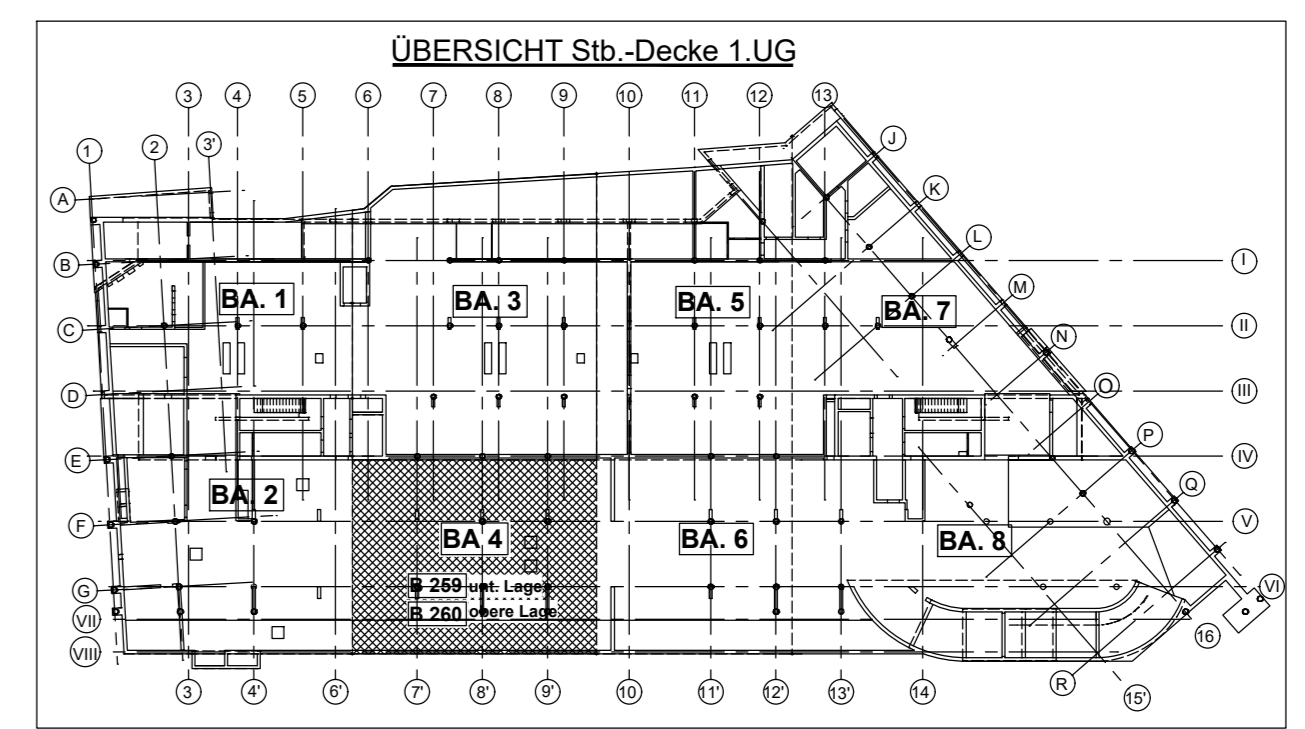 ÜBERSICHT Stb.-Decke 1.UG
3 4 5 6 7 8 9 10 11 12 13
1 2 3' J
A K
B L I
BA. 1 BA. 3 BA. 5 BA. 7 M
C II
N
D O III
E P IV
BA. 2 Q
F V
BA 4 BA. 6 BA. 8
G B 259 unt. Lage VI
B 260 obere Lage
VII 16
VIII R
3 4' 6' 7' 8' 9' 10 11' 12' 13' 14 15'